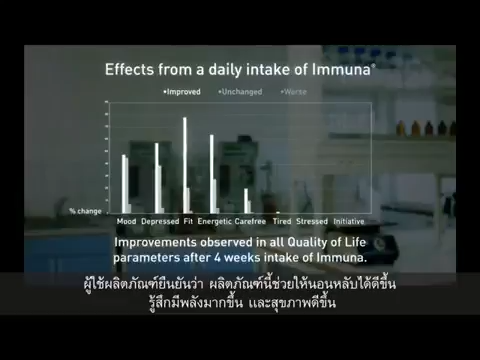 Effects from a daily intake of Immuna®
•Improved •Unchanged •Worse
% change
Mood Depressed Fit Energetic Carefree Tired Stressed Initiative
Improvements observed in all Quality of Life
parameters after 4 weeks intake of Immuna.
ผู้ใช้ผลิตภัณฑ์ยืนยันว่า ผลิตภัณฑ์นี้ช่วยให้นอนหลับได้ดีขึ้น
รู้สึกมีพลังมากขึ้น และสุขภาพดีขึ้น